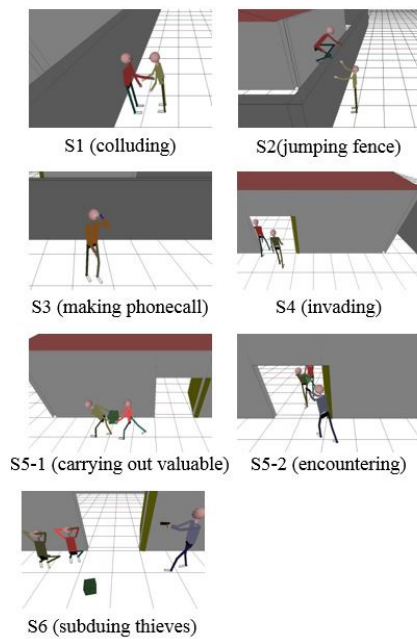 S1 (colluding)
S2(jumping fence)
S3 (making phonecall)
S4 (invading)
S5-1 (carrying out valuable)
S5-2 (encountering)
S6 (subduing thieves)